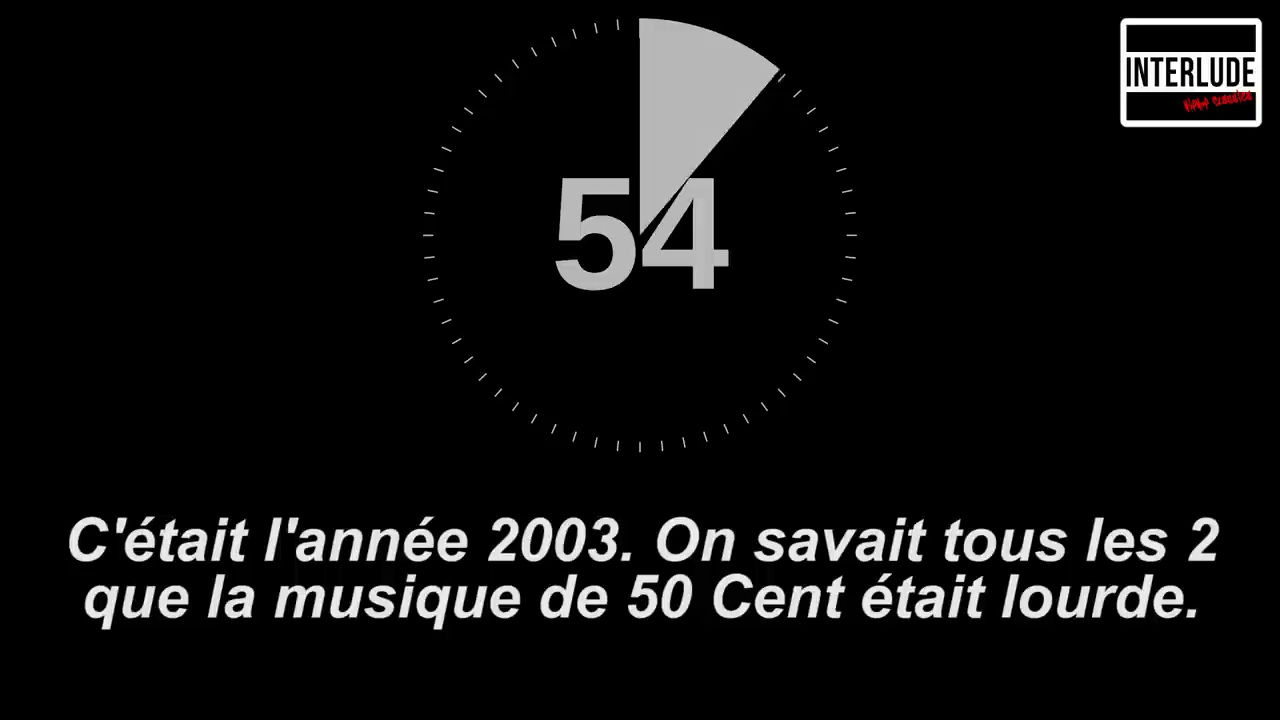 INTERLUDE
54
C'était l'année 2003. On savait tous les 2
que la musique de 50 Cent était lourde.